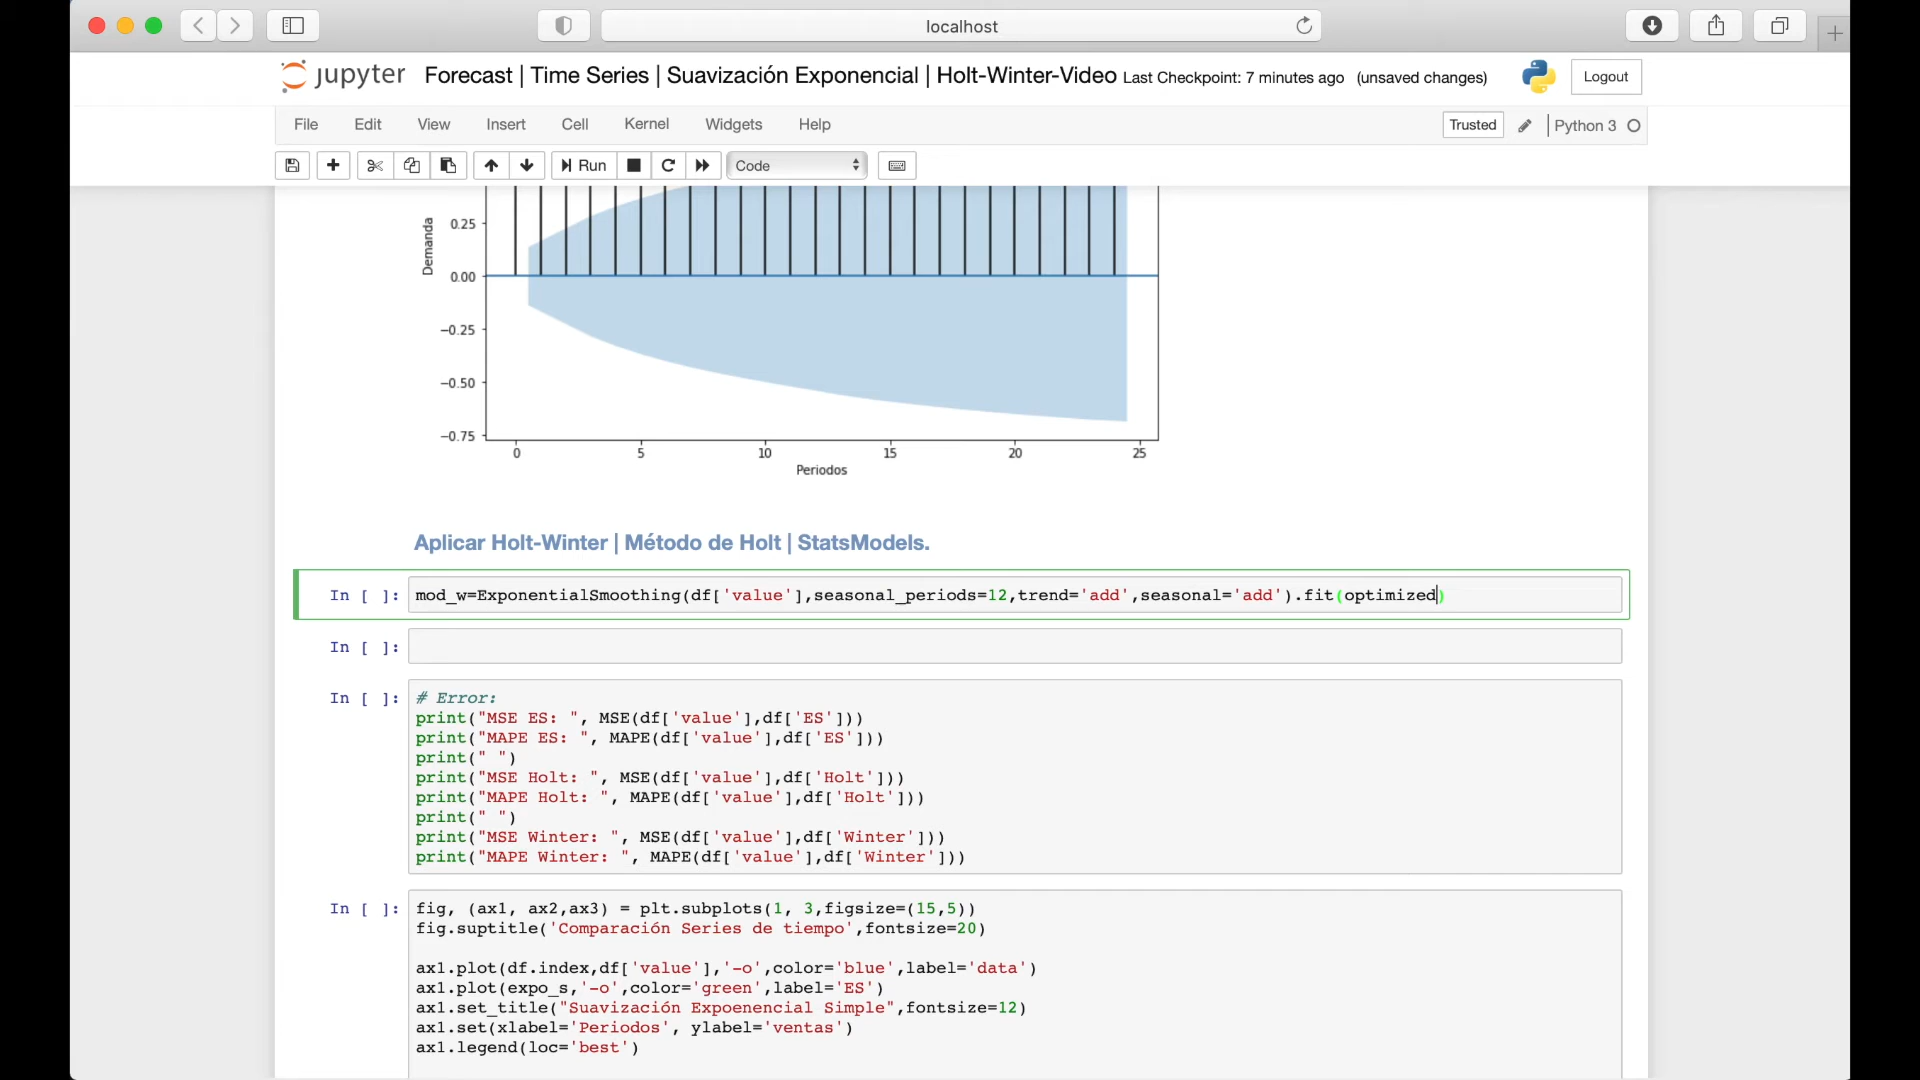 localhost
jupyter Forecast | Time Series | Suavización Exponencial | Holt-Winter-Video Last Checkpoint: 7 minutes ago (unsaved changes) Logout
File Edit View Insert Cell Kernel Widgets Help Trusted Python 3
Run Code
Demanda
0.25
0.00
−0.25
−0.50
−0.75
0 5 10 15 20 25
Periodos
Aplicar Holt-Winter | Método de Holt | StatsModels.
In [ ]: mod_w=ExponentialSmoothing(df['value'],seasonal_periods=12,trend='add',seasonal='add').fit(optimized)
In [ ]:
In [ ]: # Error:
print("MSE ES: ", MSE(df['value'],df['ES']))
print("MAPE ES: ", MAPE(df['value'],df['ES']))
print(" ")
print("MSE Holt: ", MSE(df['value'],df['Holt']))
print("MAPE Holt: ", MAPE(df['value'],df['Holt']))
print(" ")
print("MSE Winter: ", MSE(df['value'],df['Winter']))
print("MAPE Winter: ", MAPE(df['value'],df['Winter']))
In [ ]: fig, (ax1, ax2,ax3) = plt.subplots(1, 3,figsize=(15,5))
fig.suptitle('Comparación Series de tiempo',fontsize=20)
ax1.plot(df.index,df['value'],'-o',color='blue',label='data')
ax1.plot(expo_s,'-o',color='green',label='ES')
ax1.set_title("Suavización Expoenencial Simple",fontsize=12)
ax1.set(xlabel='Periodos', ylabel='ventas')
ax1.legend(loc='best')